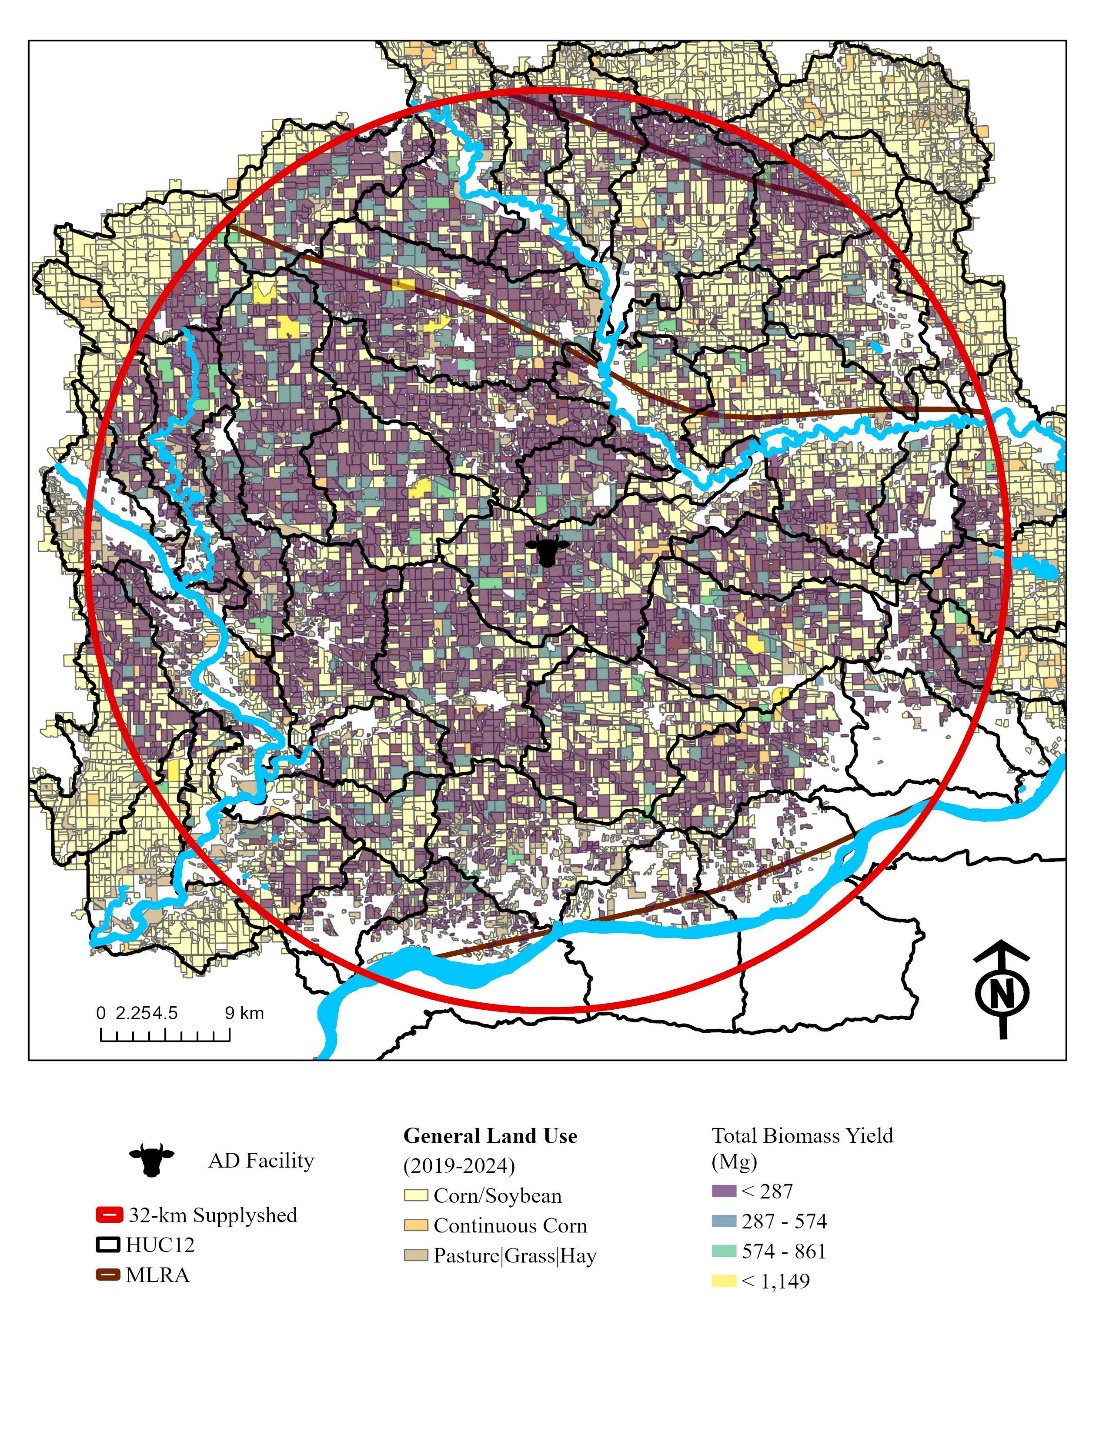 0 2.254.5 9 km
N
AD Facility
32-km Supplyshed
HUC12
MLRA
General Land Use
(2019-2024)
Corn/Soybean
Continuous Corn
Pasture|Grass|Hay
Total Biomass Yield
(Mg)
< 287
287 - 574
574 - 861
< 1,149